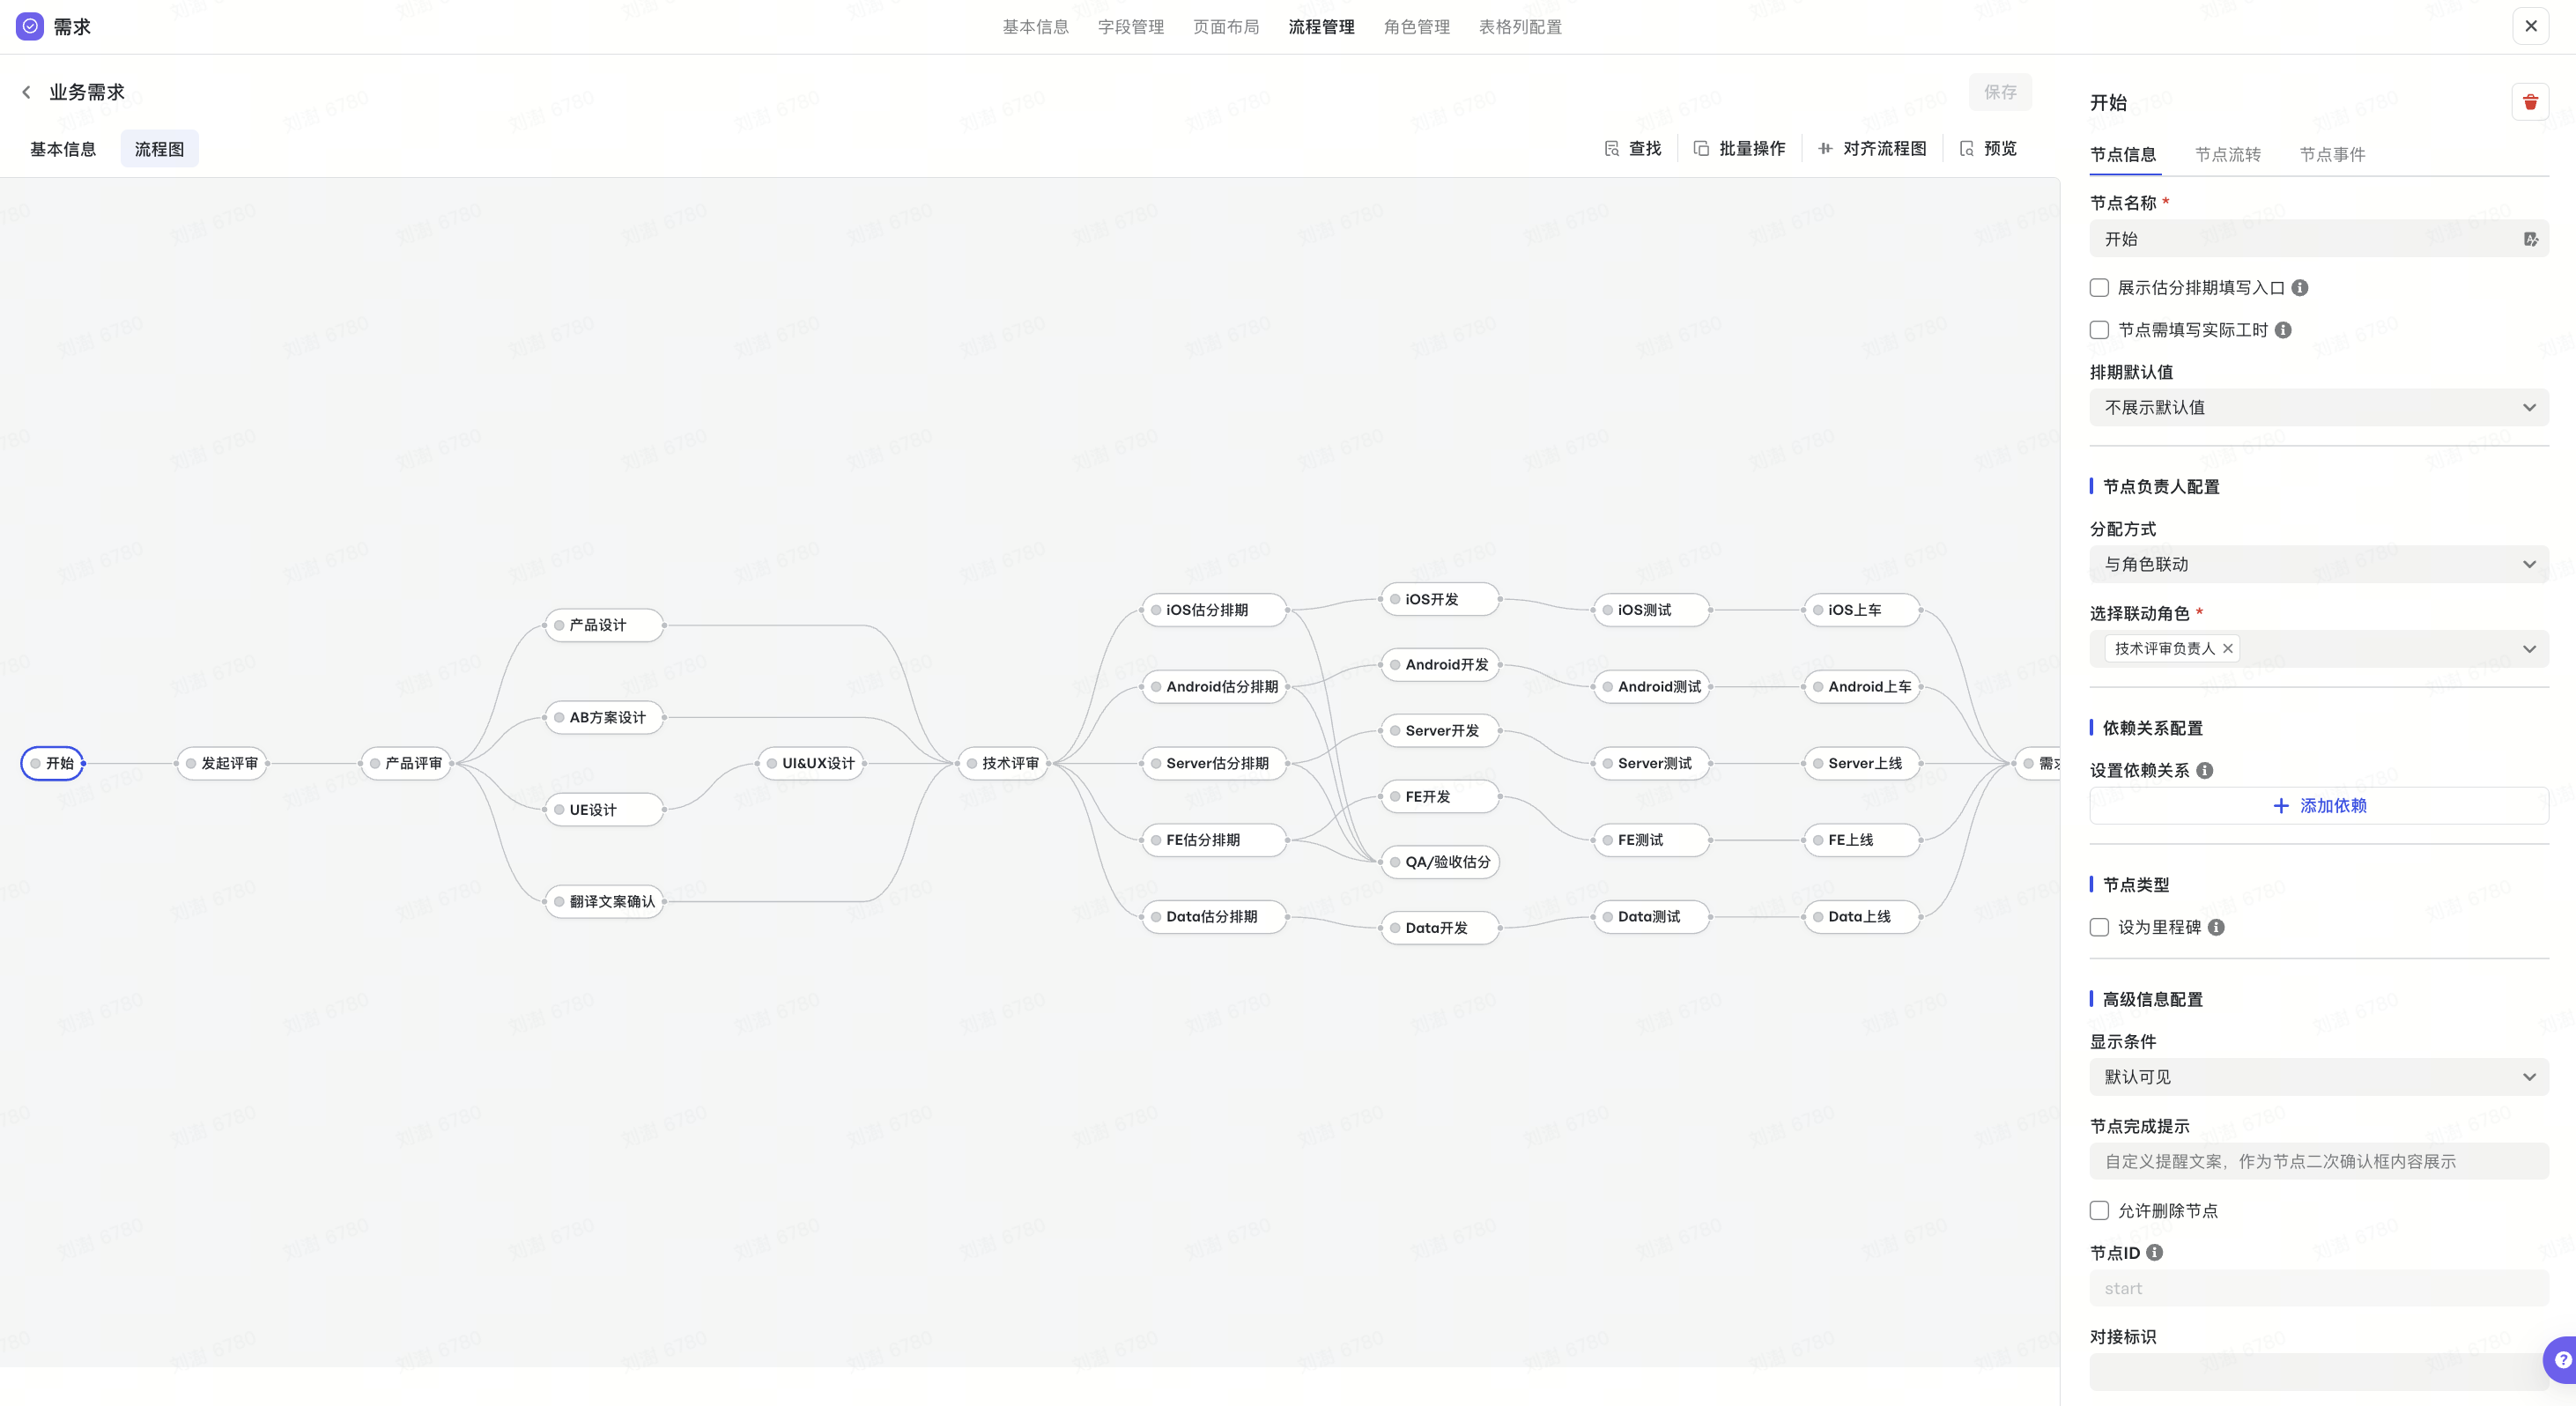 需求
基本信息 字段管理 页面布局 流程管理 角色管理 表格列配置
业务需求
保存
基本信息 流程图
查找 批量操作 对齐流程图 预览
开始
发起评审
产品评审
产品设计
AB方案设计
UE设计
翻译文案确认
UI&UX设计
技术评审
iOS估分排期
Android估分排期
Server估分排期
FE估分排期
Data估分排期
iOS开发
Android开发
Server开发
FE开发
QA/验收估分
Data开发
iOS测试
Android测试
Server测试
FE测试
Data测试
iOS上车
Android上车
Server上线
FE上线
Data上线
需求
开始
节点信息 节点流转 节点事件
节点名称 *
开始
展示估分排期填写入口
节点需填写实际工时
排期默认值
不展示默认值
节点负责人配置
分配方式
与角色联动
选择联动角色 *
技术评审负责人
依赖关系配置
设置依赖关系
添加依赖
节点类型
设为里程碑
高级信息配置
显示条件
默认可见
节点完成提示
自定义提醒文案，作为节点二次确认框内容展示
允许删除节点
节点ID
start
对接标识
刘澍 6780